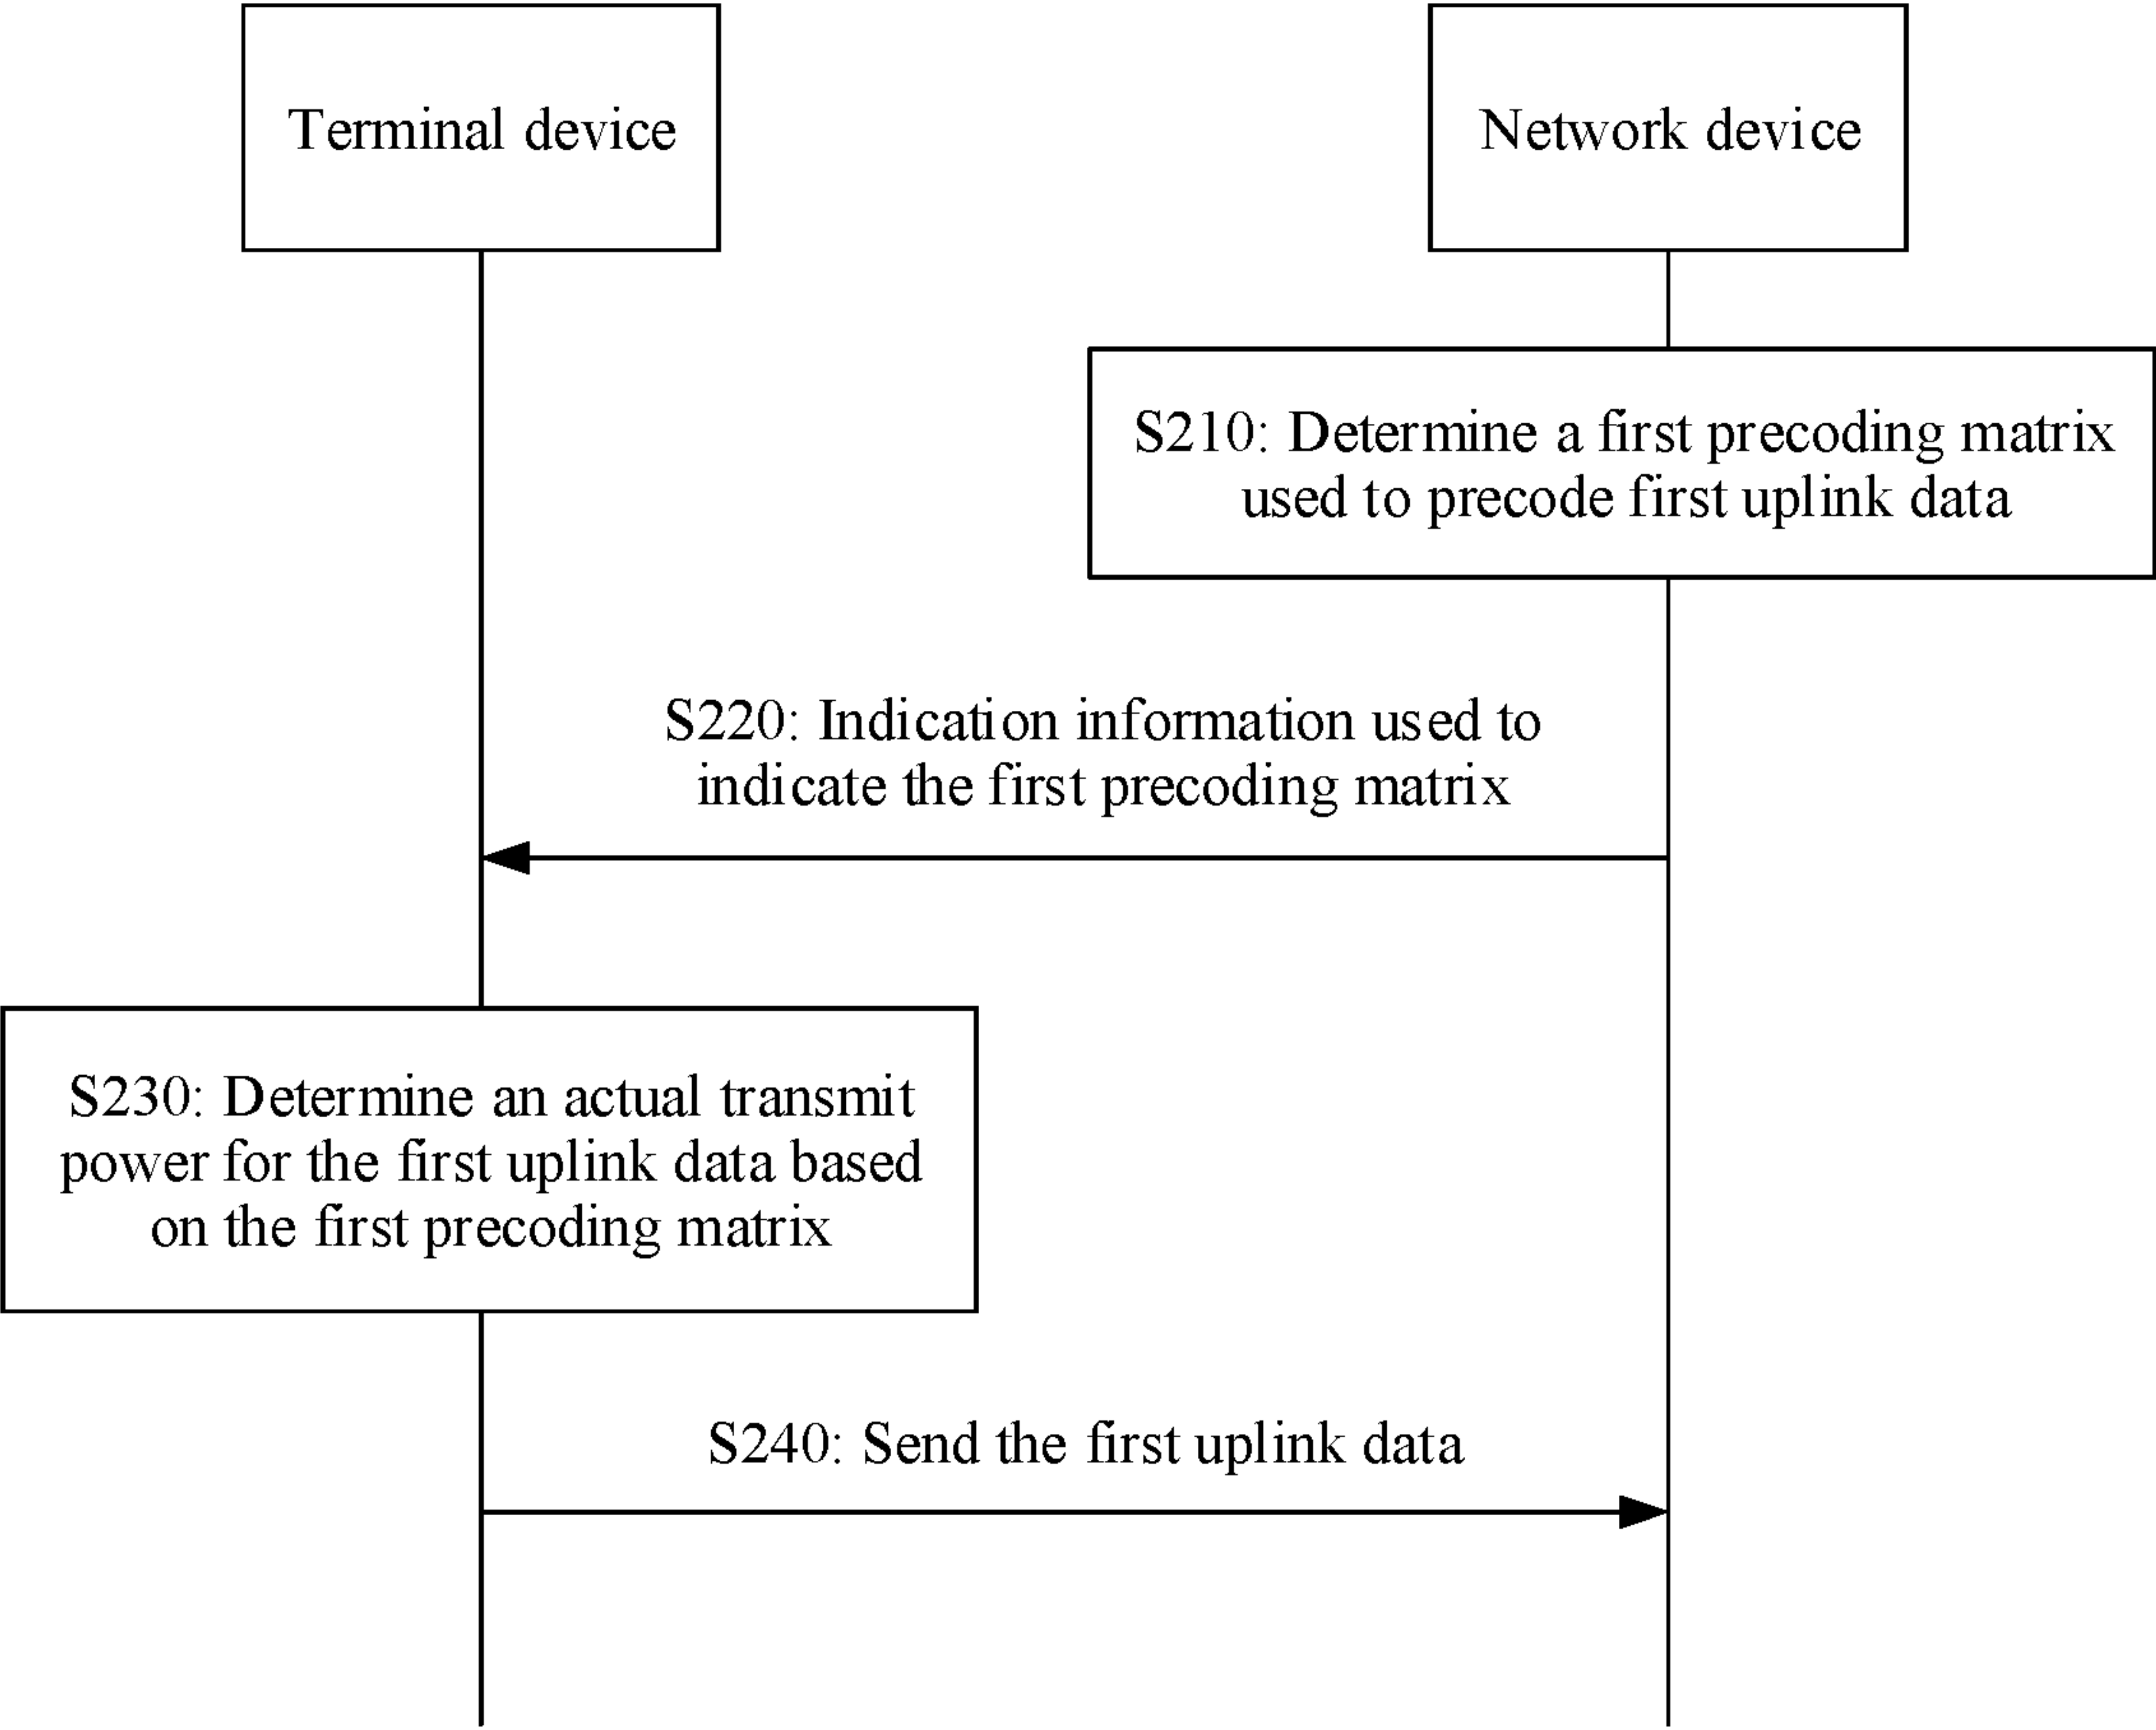 Terminal device
Network device
S210: Determine a first precoding matrix
used to precode first uplink data
S220: Indication information used to
indicate the first precoding matrix
S230: Determine an actual transmit
power for the first uplink data based
on the first precoding matrix
S240: Send the first uplink data